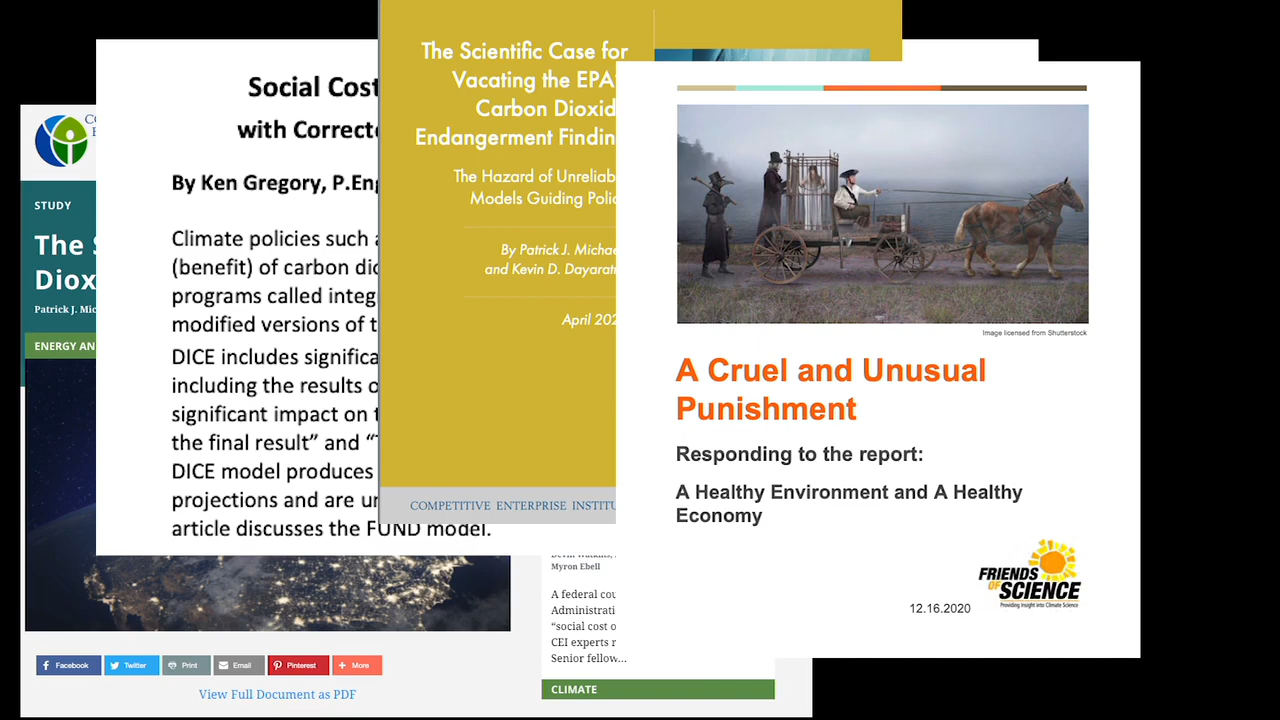 STUDY
The S
Diox
Patrick J. Mic
ENERGY AN
Facebook
Twitter
Print
Email
Pinterest
More
View Full Document as PDF
Social Cost
with Correcte
By Ken Gregory, P.Eng
Climate policies such a
(benefit) of carbon dio
programs called integ
modified versions of t
DICE includes significa
including the results o
significant impact on t
the final result” and “
DICE model produces
projections and are un
article discusses the FUND model.
The Scientific Case for
Vacating the EPA
Carbon Dioxid
Endangerment Findin
The Hazard of Unreliab
Models Guiding Polic
By Patrick J. Michae
and Kevin D. Dayarat
April 202
COMPETITIVE ENTERPRISE INSTITU
Myron Ebell
A federal cou
Administrati
“social cost o
CEI experts r
Senior fellow...
CLIMATE
Image licensed from Shutterstock
A Cruel and Unusual
Punishment
Responding to the report:
A Healthy Environment and A Healthy
Economy
FRIENDS
OF SCIENCE
Providing Insight into Climate Science
12.16.2020